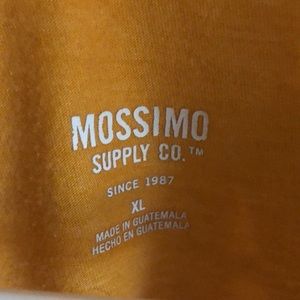 MOSSIMO
SUPPLY CO.™
SINCE 1987
XL
MADE IN GUATEMALA
HECHO EN GUATEMALA